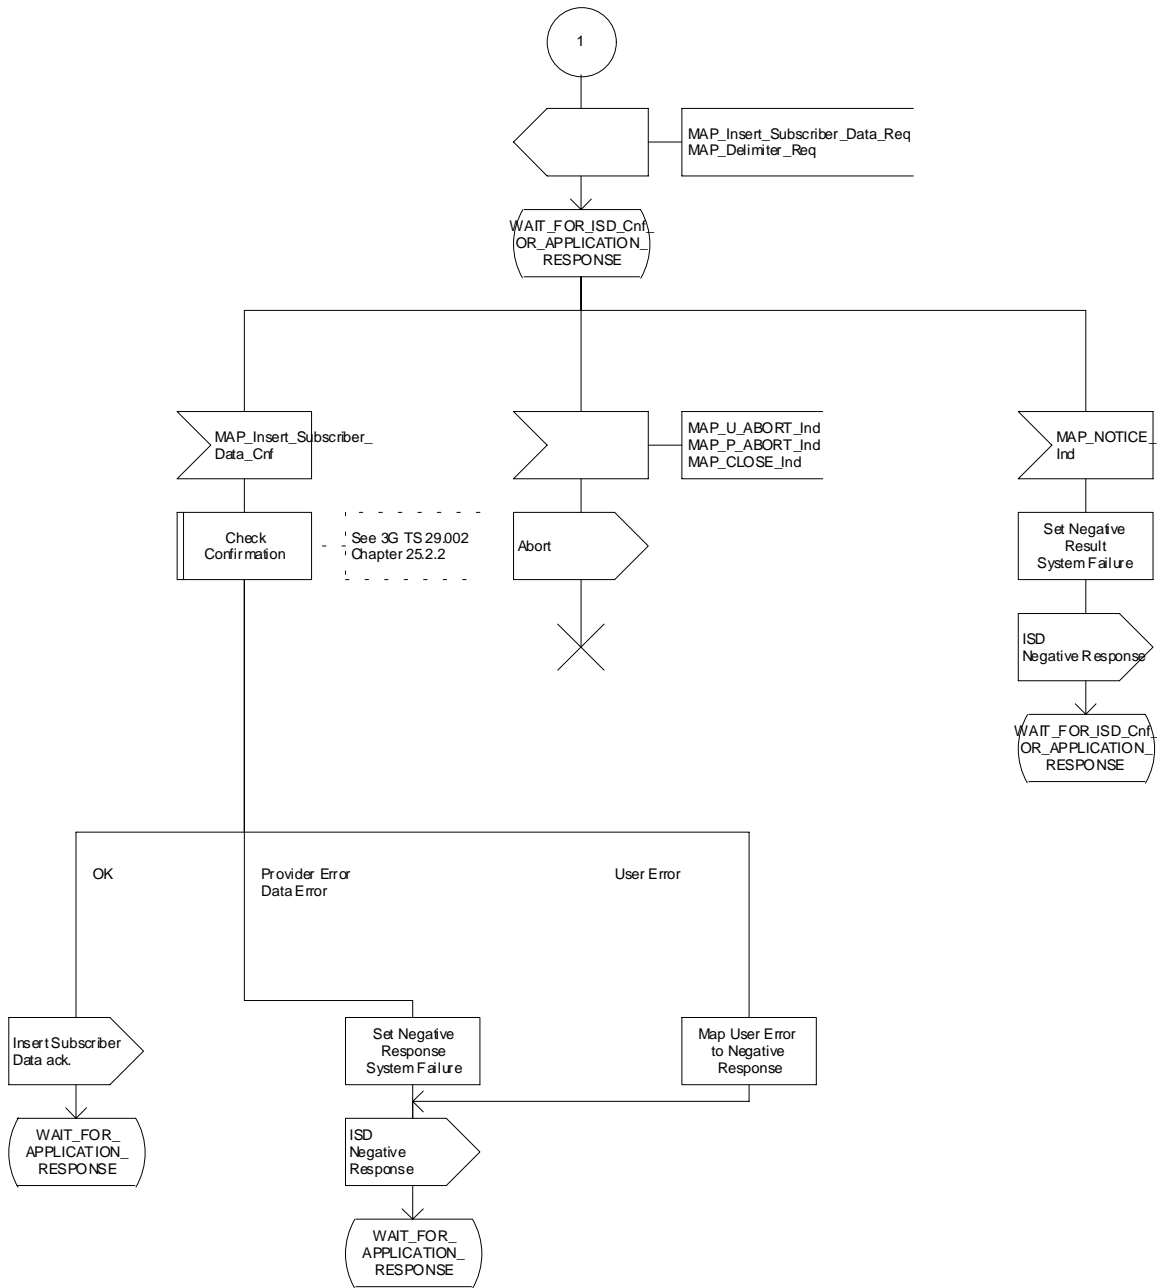 1
MAP_Insert_Subscriber_Data_Req
MAP_Delimiter_Req
WAIT_FOR_ISD_Cnf_
OR_APPLICATION_
RESPONSE
MAP_Insert_Subscriber_
Data_Cnf
MAP_U_ABORT_Ind
MAP_P_ABORT_Ind
MAP_CLOSE_Ind
MAP_NOTICE_
Ind
Check
Confirmation
See 3G TS 29.002
Chapter 25.2.2
Abort
Set Negative
Result
System Failure
ISD
Negative Response
WAIT_FOR_ISD_Cnf_
OR_APPLICATION_
RESPONSE
OK
Provider Error
Data Error
User Error
Insert Subscriber
Data ack.
Set Negative
Response
System Failure
Map User Error
to Negative
Response
WAIT_FOR_
APPLICATION_
RESPONSE
ISD
Negative
Response
WAIT_FOR_
APPLICATION_
RESPONSE